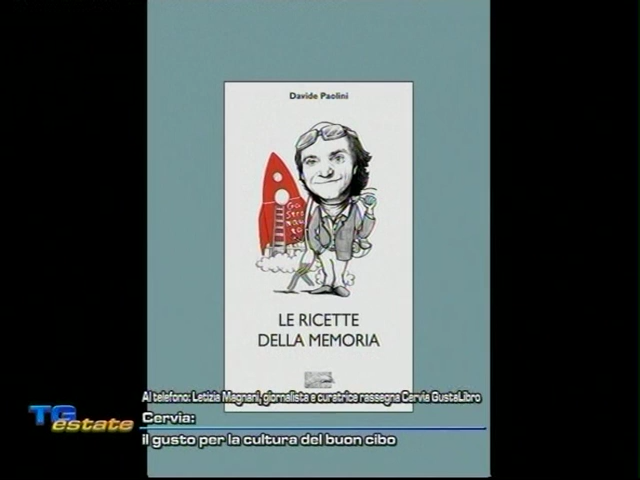 Davide Paolini
Gastronauta
LE RICETTE
DELLA MEMORIA
Al telefono: Letizia Magnani, giornalista e curatrice rassegna Cervia GustaLibro
TG estate
Cervia:
il gusto per la cultura del buon cibo